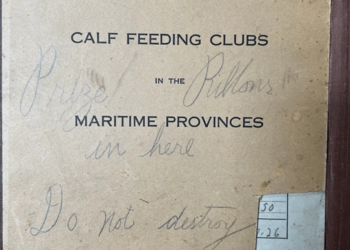 CALF FEEDING CLUBS
Prize IN THE Ribbons
MARITIME PROVINCES
in here
Do not destroy
50
.26